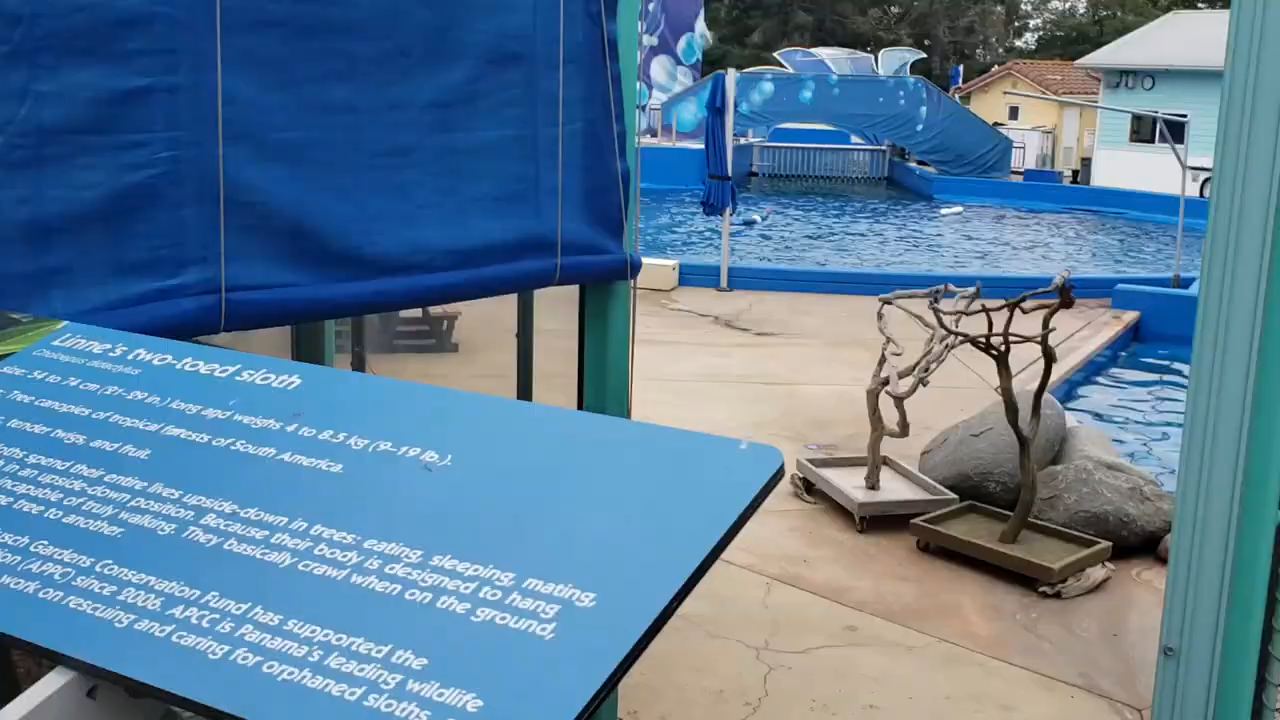 Linne's two-toed sloth
Choloepus didactylus
size: 54 to 74 cm (21-29 in.) long and weighs 4 to 8.5 kg (9-19 lb.).
Tree canopies of tropical forests of South America.
tender twigs, and fruit.
spend their entire lives upside-down in trees: eating, sleeping, mating,
in an upside-down position. Because their body is designed to hang
incapable of truly walking. They basically crawl when on the ground,
tree to another.
Gardens Conservation Fund has supported the
(APPC) since 2006. APCC is Panama's leading wildlife
work on rescuing and caring for orphaned sloths,